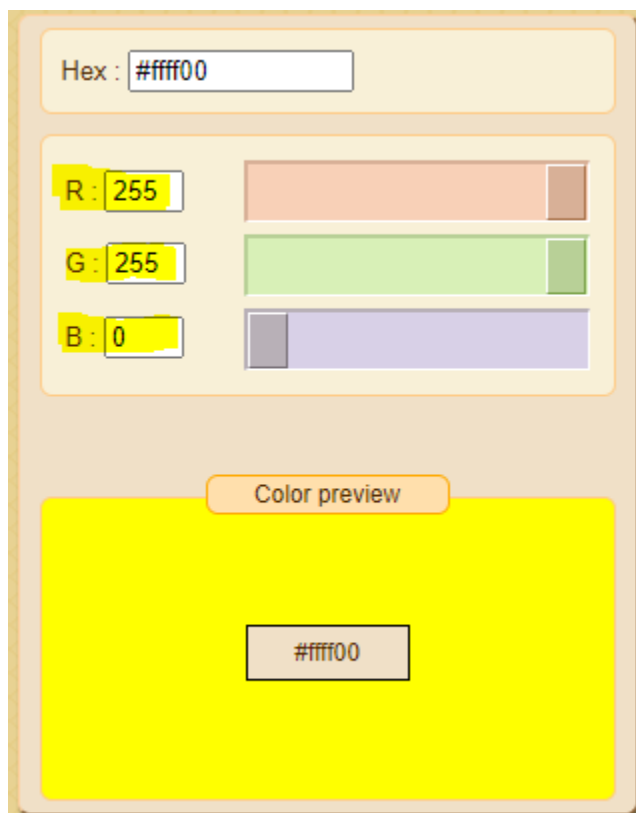 Hex : #ffff00
R : 255
G : 255
B : 0
Color preview
#ffff00